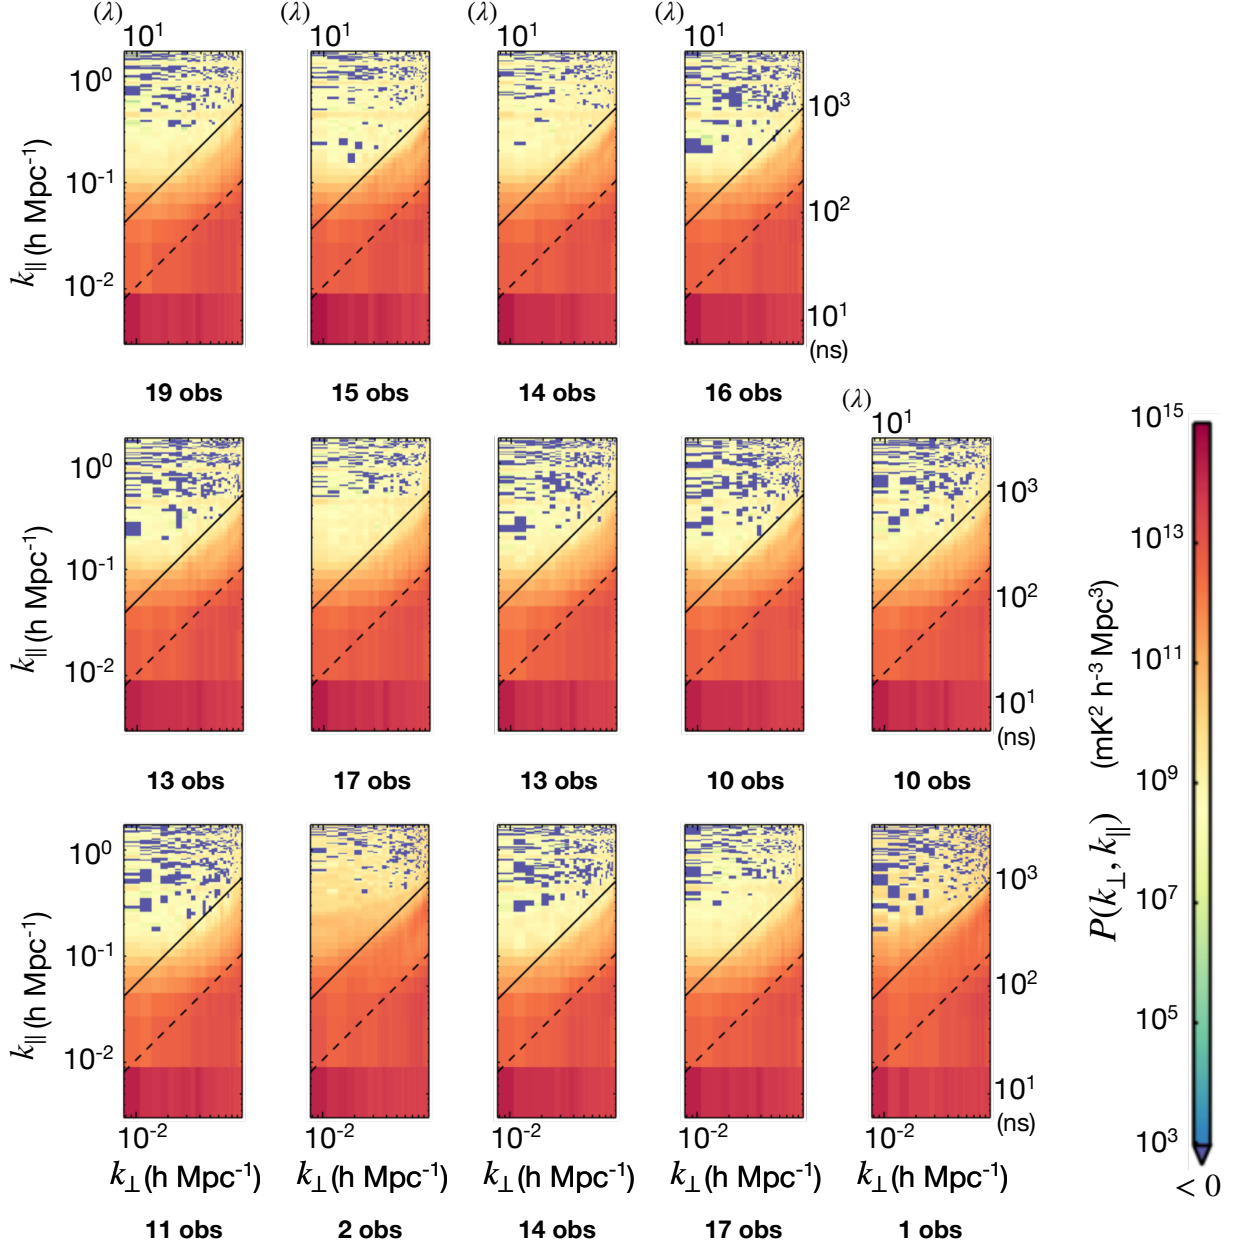 (λ) (λ) (λ) (λ)
10¹ 10¹ 10¹ 10¹
10⁰
10³
10⁻¹
k∥(h Mpc⁻¹)
10²
10⁻²
10¹
(ns)
19 obs 15 obs 14 obs 16 obs
(λ)
10¹
10⁰
10³
10⁻¹
k∥(h Mpc⁻¹)
10²
10⁻²
10¹
(ns)
13 obs 17 obs 13 obs 10 obs 10 obs
10⁰
10³
10⁻¹
k∥(h Mpc⁻¹)
10²
10⁻²
10¹
(ns)
10⁻² 10⁻² 10⁻² 10⁻² 10⁻²
k⊥(h Mpc⁻¹) k⊥(h Mpc⁻¹) k⊥(h Mpc⁻¹) k⊥(h Mpc⁻¹) k⊥(h Mpc⁻¹)
11 obs 2 obs 14 obs 17 obs 1 obs
10¹⁵
10¹³
10¹¹
10⁹
10⁷
10⁵
10³
< 0
P(k⊥, k∥) (mK² h⁻³ Mpc³)